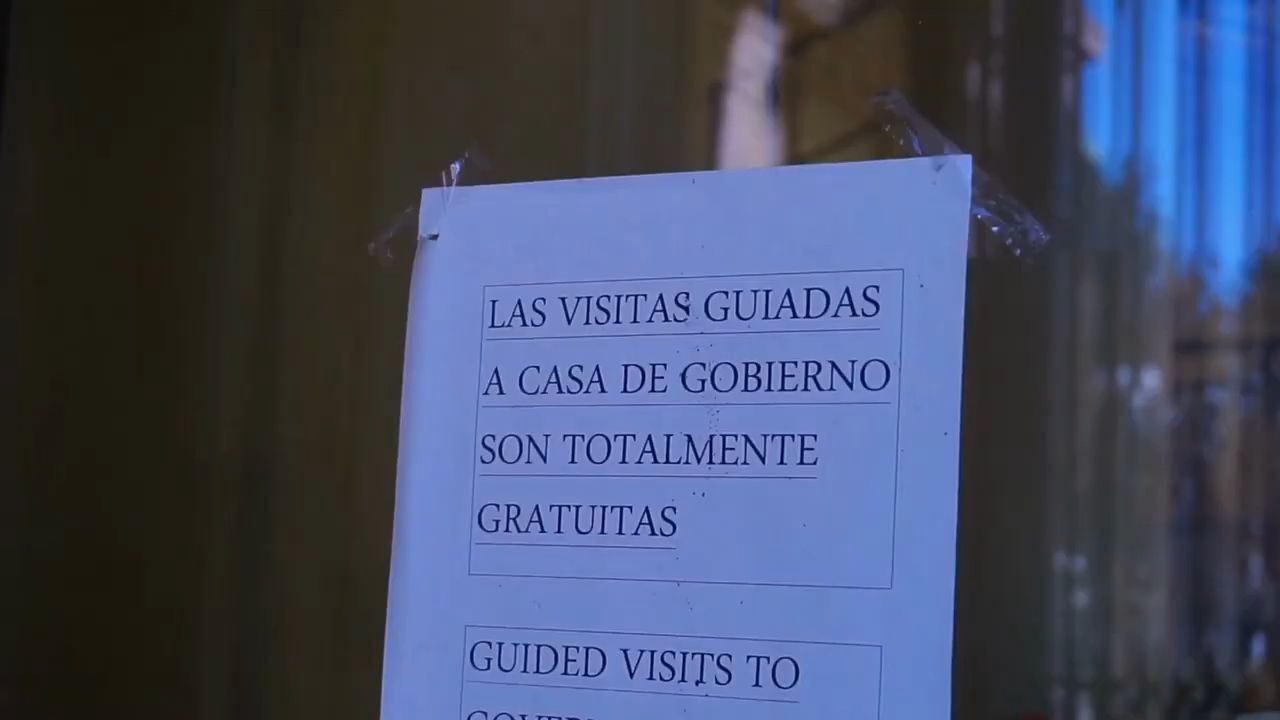 LAS VISITAS GUIADAS
A CASA DE GOBIERNO
SON TOTALMENTE
GRATUITAS
GUIDED VISITS TO